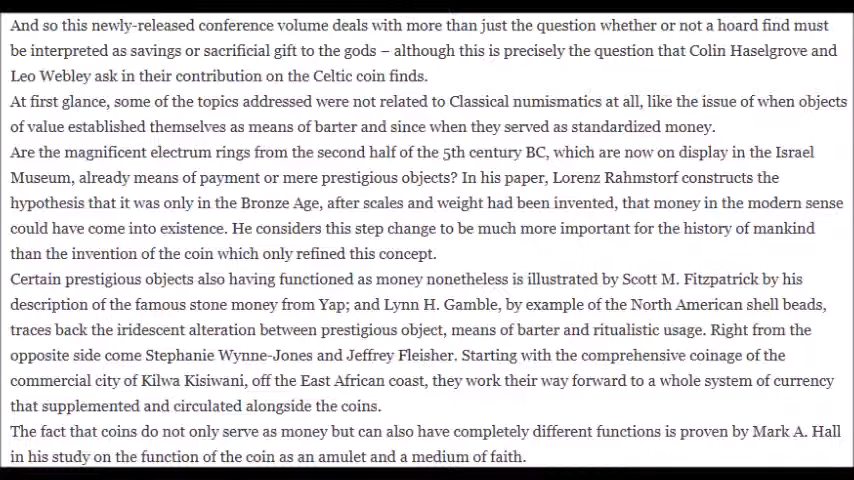 And so this newly-released conference volume deals with more than just the question whether or not a hoard find must
be interpreted as savings or sacrificial gift to the gods – although this is precisely the question that Colin Haselgrove and
Leo Webley ask in their contribution on the Celtic coin finds.
At first glance, some of the topics addressed were not related to Classical numismatics at all, like the issue of when objects
of value established themselves as means of barter and since when they served as standardized money.
Are the magnificent electrum rings from the second half of the 5th century BC, which are now on display in the Israel
Museum, already means of payment or mere prestigious objects? In his paper, Lorenz Rahmstorf constructs the
hypothesis that it was only in the Bronze Age, after scales and weight had been invented, that money in the modern sense
could have come into existence. He considers this step change to be much more important for the history of mankind
than the invention of the coin which only refined this concept.
Certain prestigious objects also having functioned as money nonetheless is illustrated by Scott M. Fitzpatrick by his
description of the famous stone money from Yap; and Lynn H. Gamble, by example of the North American shell beads,
traces back the iridescent alteration between prestigious object, means of barter and ritualistic usage. Right from the
opposite side come Stephanie Wynne-Jones and Jeffrey Fleisher. Starting with the comprehensive coinage of the
commercial city of Kilwa Kisiwani, off the East African coast, they work their way forward to a whole system of currency
that supplemented and circulated alongside the coins.
The fact that coins do not only serve as money but can also have completely different functions is proven by Mark A. Hall
in his study on the function of the coin as an amulet and a medium of faith.